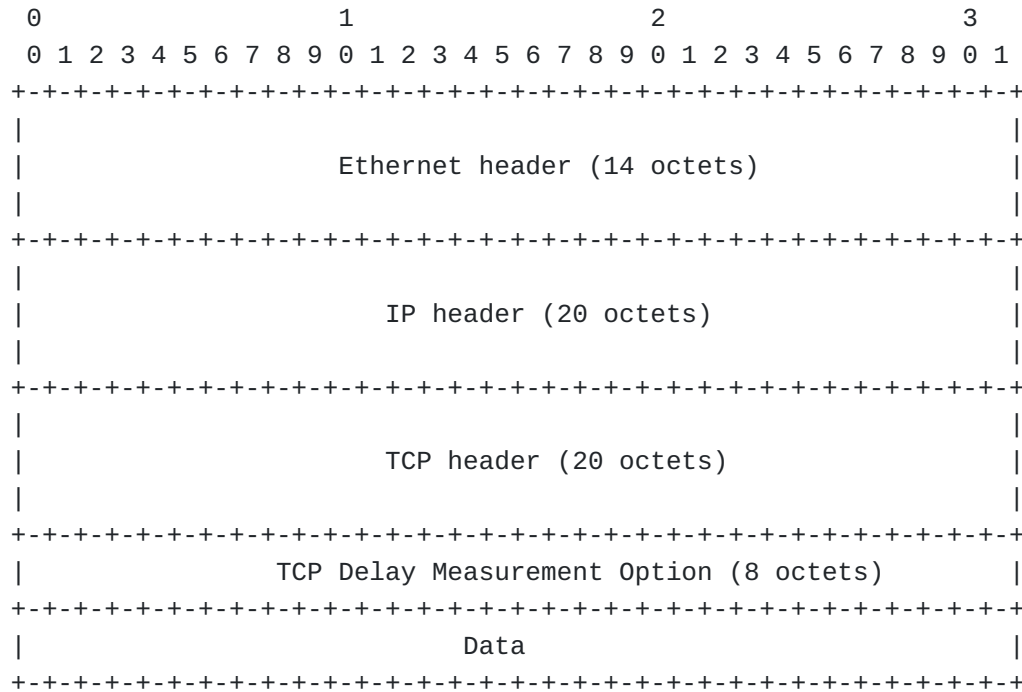 0                   1                   2                   3
 0 1 2 3 4 5 6 7 8 9 0 1 2 3 4 5 6 7 8 9 0 1 2 3 4 5 6 7 8 9 0 1
+-+-+-+-+-+-+-+-+-+-+-+-+-+-+-+-+-+-+-+-+-+-+-+-+-+-+-+-+-+-+-+-+
|                                                               |
|                    Ethernet header (14 octets)                |
|                                                               |
+-+-+-+-+-+-+-+-+-+-+-+-+-+-+-+-+-+-+-+-+-+-+-+-+-+-+-+-+-+-+-+-+
|                                                               |
|                       IP header (20 octets)                   |
|                                                               |
+-+-+-+-+-+-+-+-+-+-+-+-+-+-+-+-+-+-+-+-+-+-+-+-+-+-+-+-+-+-+-+-+
|                                                               |
|                       TCP header (20 octets)                  |
|                                                               |
+-+-+-+-+-+-+-+-+-+-+-+-+-+-+-+-+-+-+-+-+-+-+-+-+-+-+-+-+-+-+-+-+
|                TCP Delay Measurement Option (8 octets)        |
+-+-+-+-+-+-+-+-+-+-+-+-+-+-+-+-+-+-+-+-+-+-+-+-+-+-+-+-+-+-+-+-+
|                            Data                               |
+-+-+-+-+-+-+-+-+-+-+-+-+-+-+-+-+-+-+-+-+-+-+-+-+-+-+-+-+-+-+-+-+